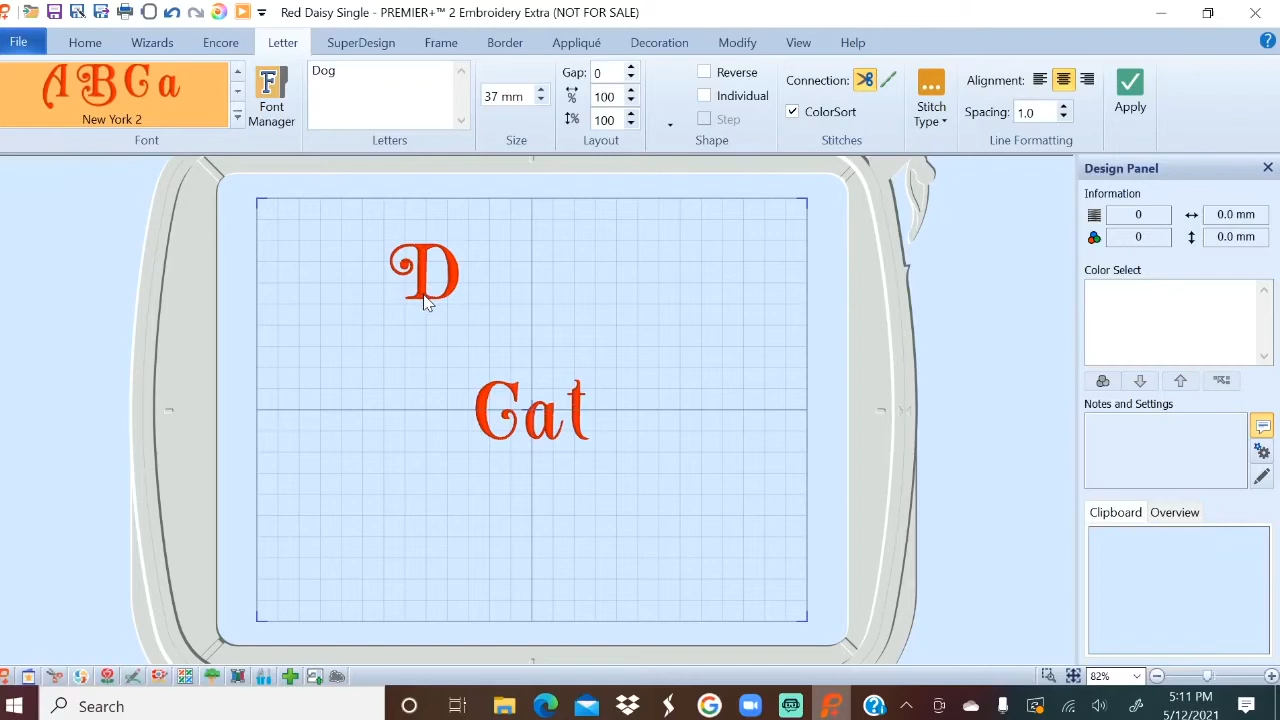 Red Daisy Single - PREMIER+™ 2 Embroidery Extra (NOT FOR SALE)
File Home Wizards Encore Letter SuperDesign Frame Border Appliqué Decoration Modify View Help
A B C a
New York 2
Font Manager
Dog
37 mm
Gap: 0
100
100
Reverse
Individual
Step
Connection:
ColorSort
Stitch Type
Alignment:
Spacing: 1.0
Apply
Font Letters Size Layout Shape Stitches Line Formatting
Design Panel
Information
0 0.0 mm
0 0.0 mm
Color Select
Notes and Settings
Clipboard Overview
D
Cat
82%
Search
5:11 PM
5/12/2021